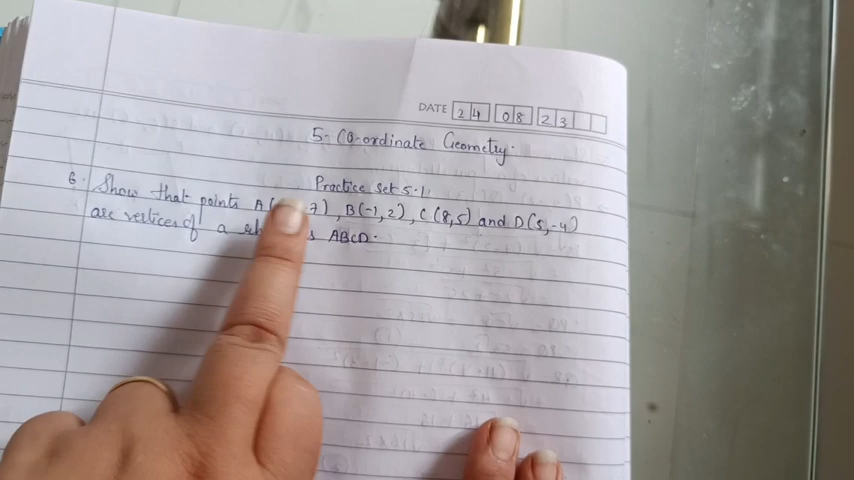 DATE 24 08 23
5- Co-ordinate Geometry.
Practice Set 5.1
6. Show that points A( 7), B(-1,2), C(8,5) and D(5,-4)
are vertices of a ABCD.